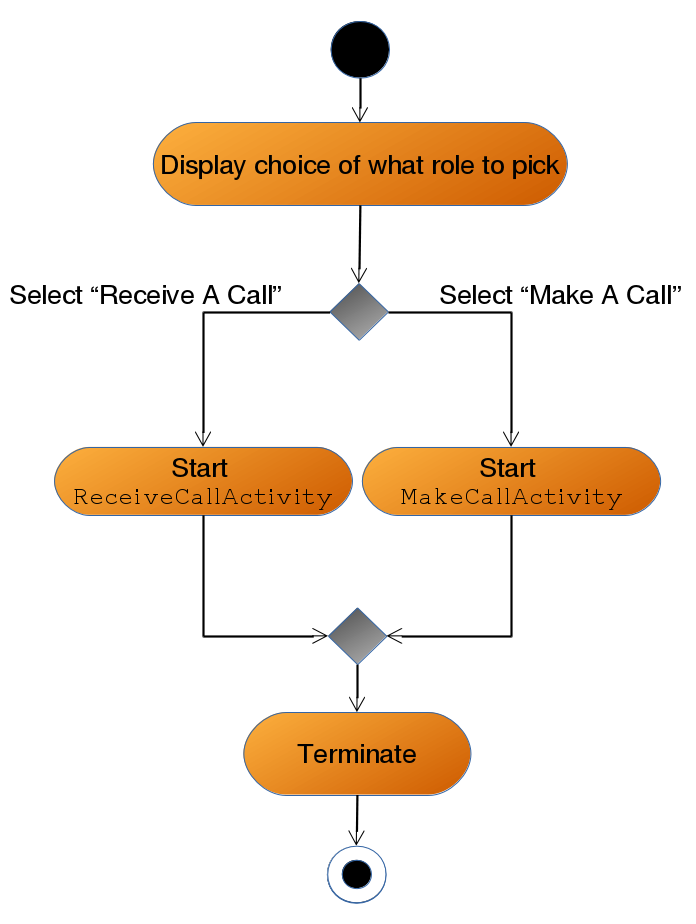 Display choice of what role to pick
Select “Receive A Call”
Select “Make A Call”
Start
ReceiveCallActivity
Start
MakeCallActivity
Terminate